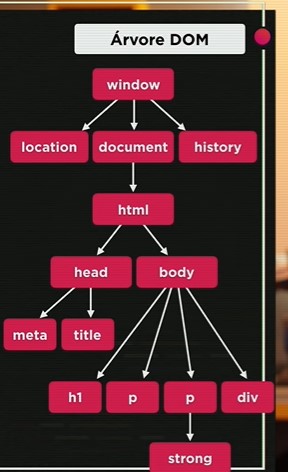 Árvore DOM
window
location document history
html
head body
meta title
h1 p p div
strong